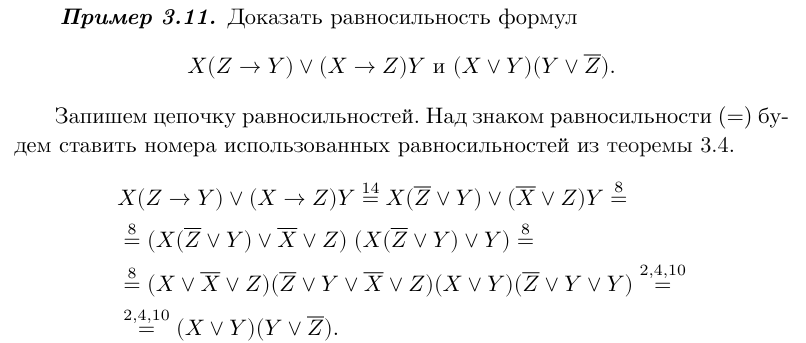 Пример 3.11. Доказать равносильность формул
X(Z → Y) ∨ (X → Z)Y и (X ∨ Y)(Y ∨ Z̅).
Запишем цепочку равносильностей. Над знаком равносильности (=) бу-
дем ставить номера использованных равносильностей из теоремы 3.4.
X(Z → Y) ∨ (X → Z)Y =^{14} X(Z̅ ∨ Y) ∨ (X̅ ∨ Z)Y =^{8}
=^{8} (X(Z̅ ∨ Y) ∨ X̅ ∨ Z) (X(Z̅ ∨ Y) ∨ Y) =^{8}
=^{8} (X ∨ X̅ ∨ Z)(Z̅ ∨ Y ∨ X̅ ∨ Z)(X ∨ Y)(Z̅ ∨ Y ∨ Y) =^{2,4,10}
=^{2,4,10} (X ∨ Y)(Y ∨ Z̅).